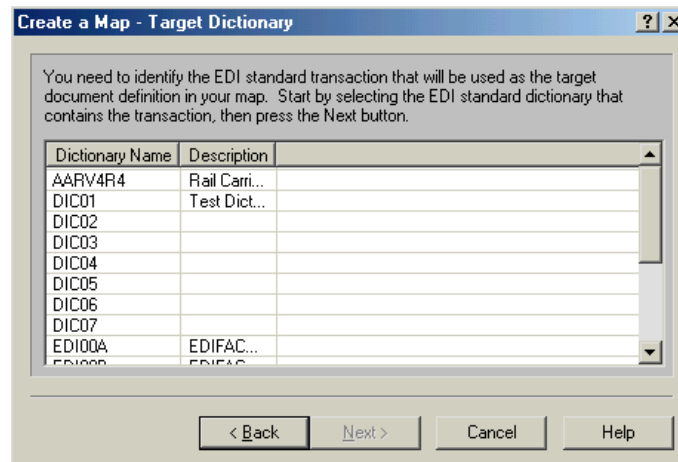 Create a Map - Target Dictionary
You need to identify the EDI standard transaction that will be used as the target
document definition in your map. Start by selecting the EDI standard dictionary that
contains the transaction, then press the Next button.
Dictionary Name Description
AARV4R4 Rail Carri...
DIC01 Test Dict...
DIC02
DIC03
DIC04
DIC05
DIC06
DIC07
EDI00A EDIFAC...
< Back Next > Cancel Help